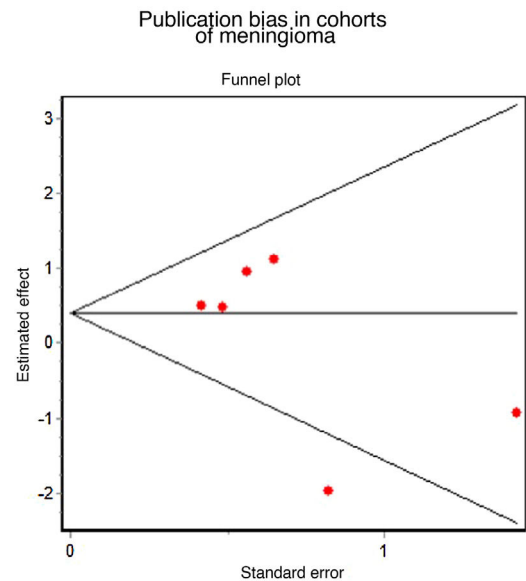 Publication bias in cohorts
of meningioma
Funnel plot
3
2
1
0
-1
-2
Estimated effect
0
1
Standard error